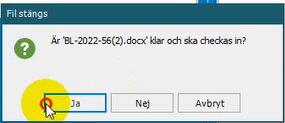 Fil stängs
Är 'BL-2022-56(2).docx' klar och ska checkas in?
Ja
Nej
Avbryt